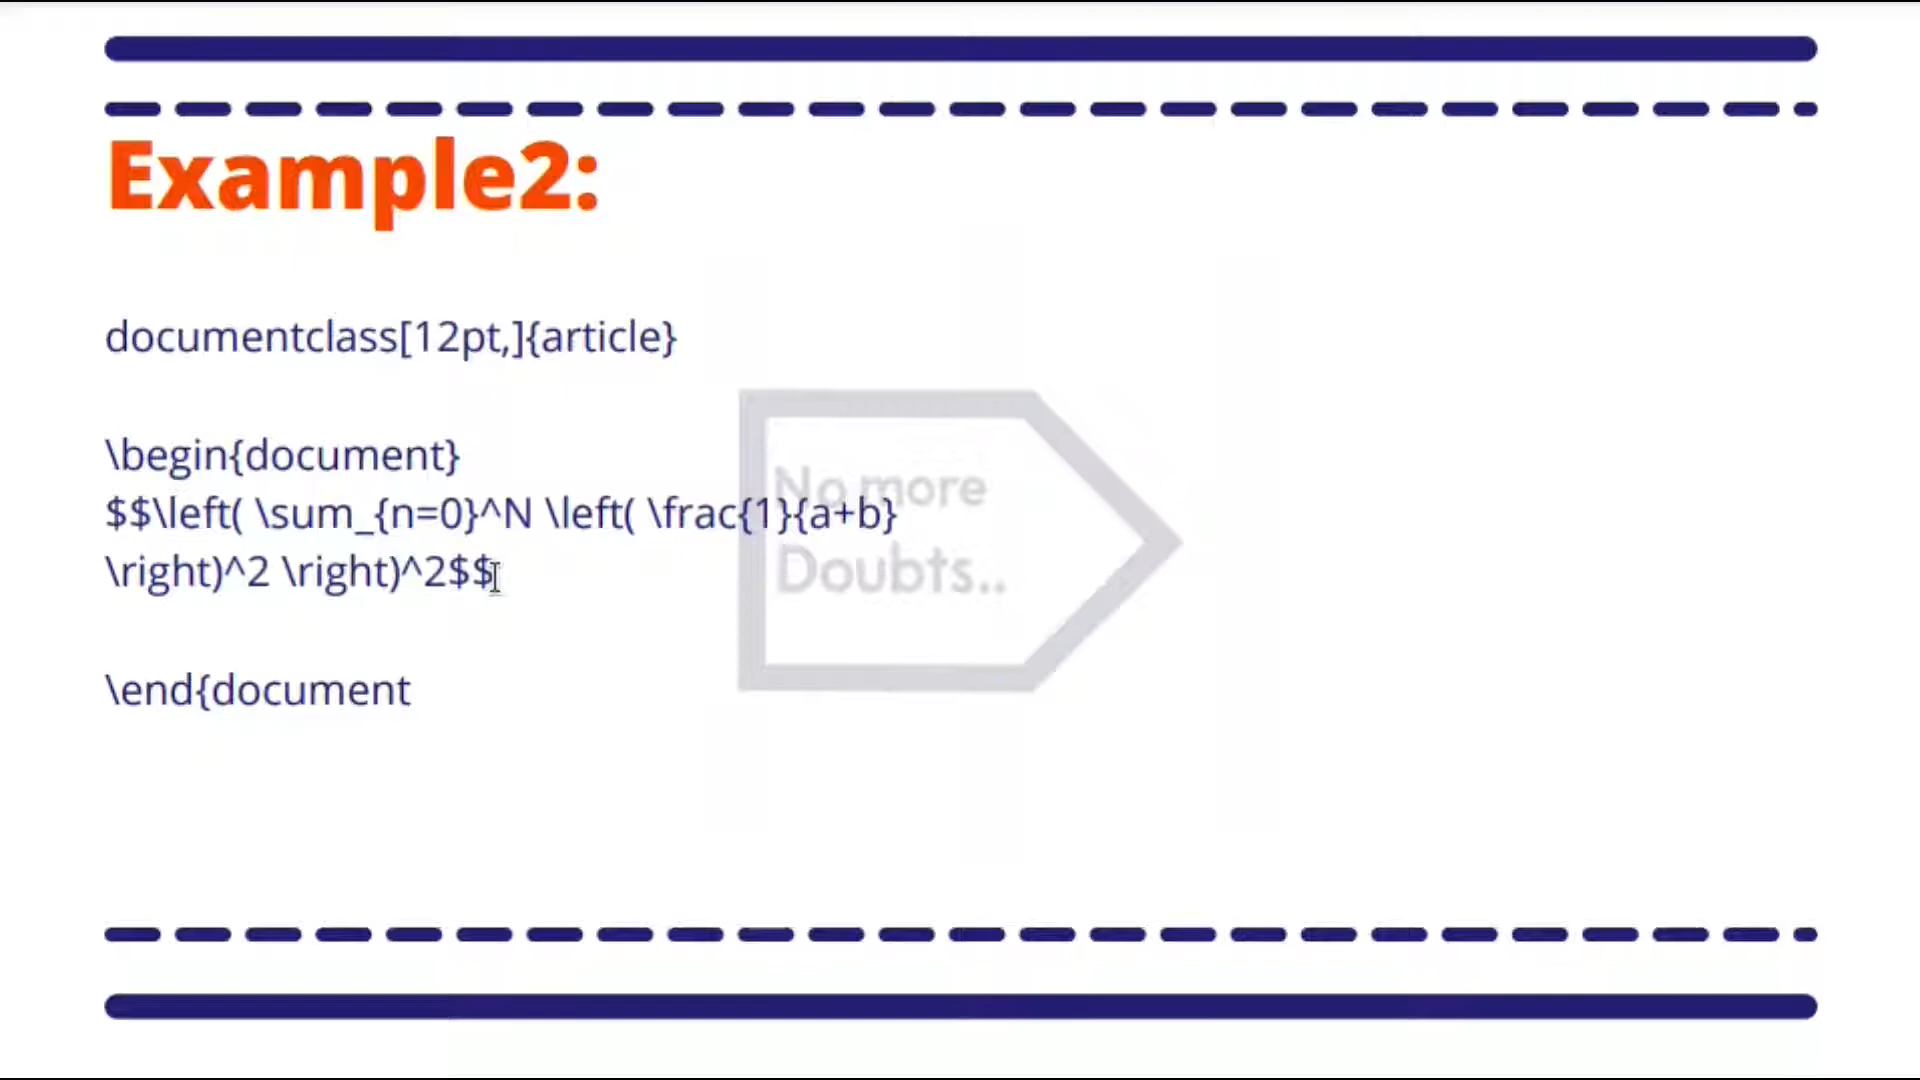 Example2:
documentclass[12pt,]{article}
\begin{document}
$$\left( \sum_{n=0}^N \left( \frac{1}{a+b}
\right)^2 \right)^2$$
\end{document
No more
Doubts..